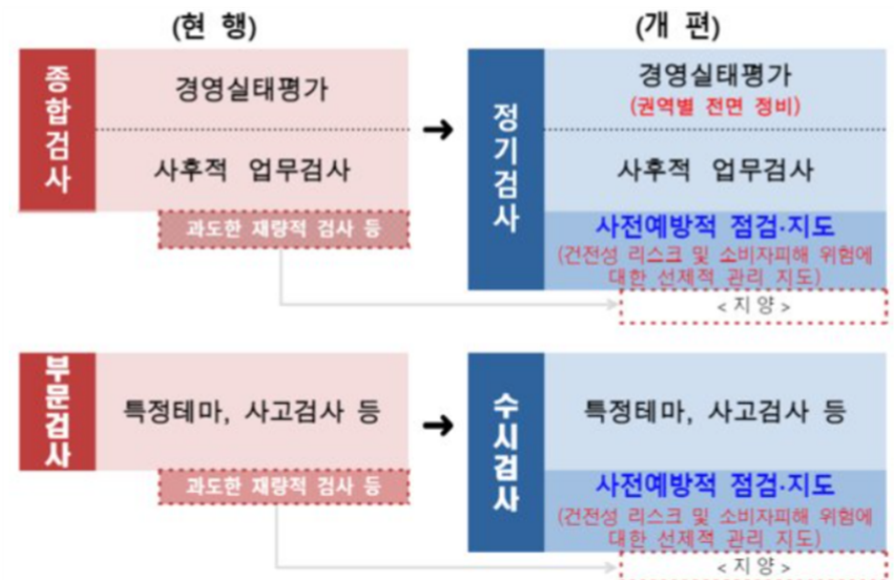 (현 행)
(개 편)
종합검사
경영실태평가
사후적 업무검사
과도한 재량적 검사 등
정기검사
경영실태평가
(권역별 전면 정비)
사후적 업무검사
사전예방적 점검·지도
(건전성 리스크 및 소비자피해 위험에
대한 선제적 관리 지도)
< 지 양 >
부문검사
특정테마, 사고검사 등
과도한 재량적 검사 등
수시검사
특정테마, 사고검사 등
사전예방적 점검·지도
(건전성 리스크 및 소비자피해 위험에
대한 선제적 관리 지도)
< 지 양 >